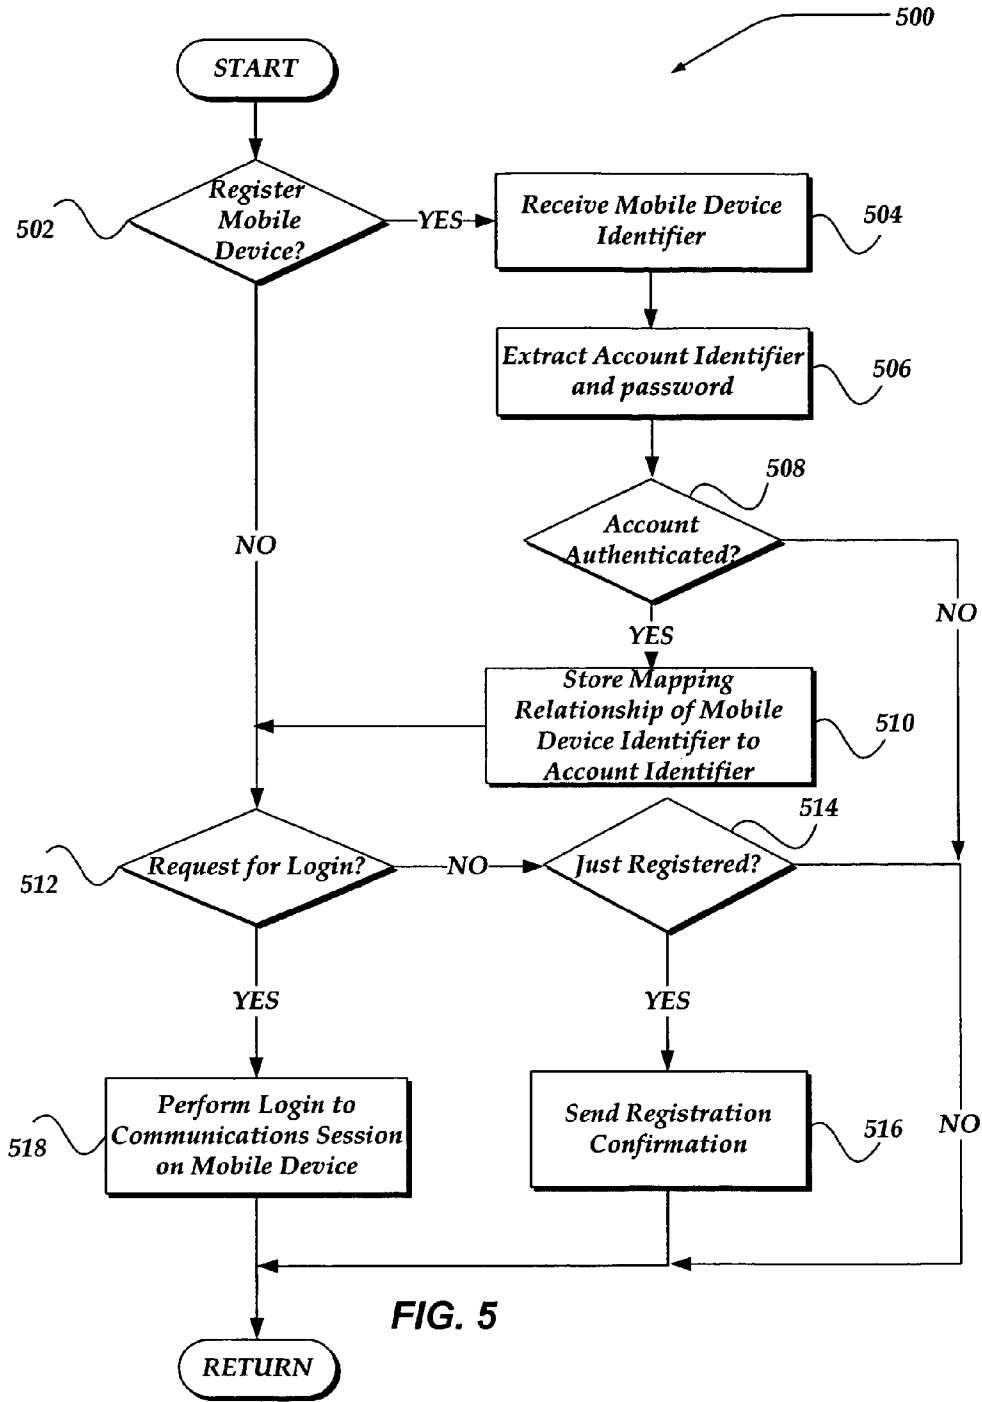 500
START
Register
Mobile
Device?
502
YES
Receive Mobile Device
Identifier
504
Extract Account Identifier
and password
506
508
Account
Authenticated?
NO
NO
YES
Store Mapping
Relationship of Mobile
Device Identifier to
Account Identifier
510
514
Request for Login?
512
NO
Just Registered?
YES
YES
Perform Login to
Communications Session
on Mobile Device
518
Send Registration
Confirmation
516
NO
FIG. 5
RETURN